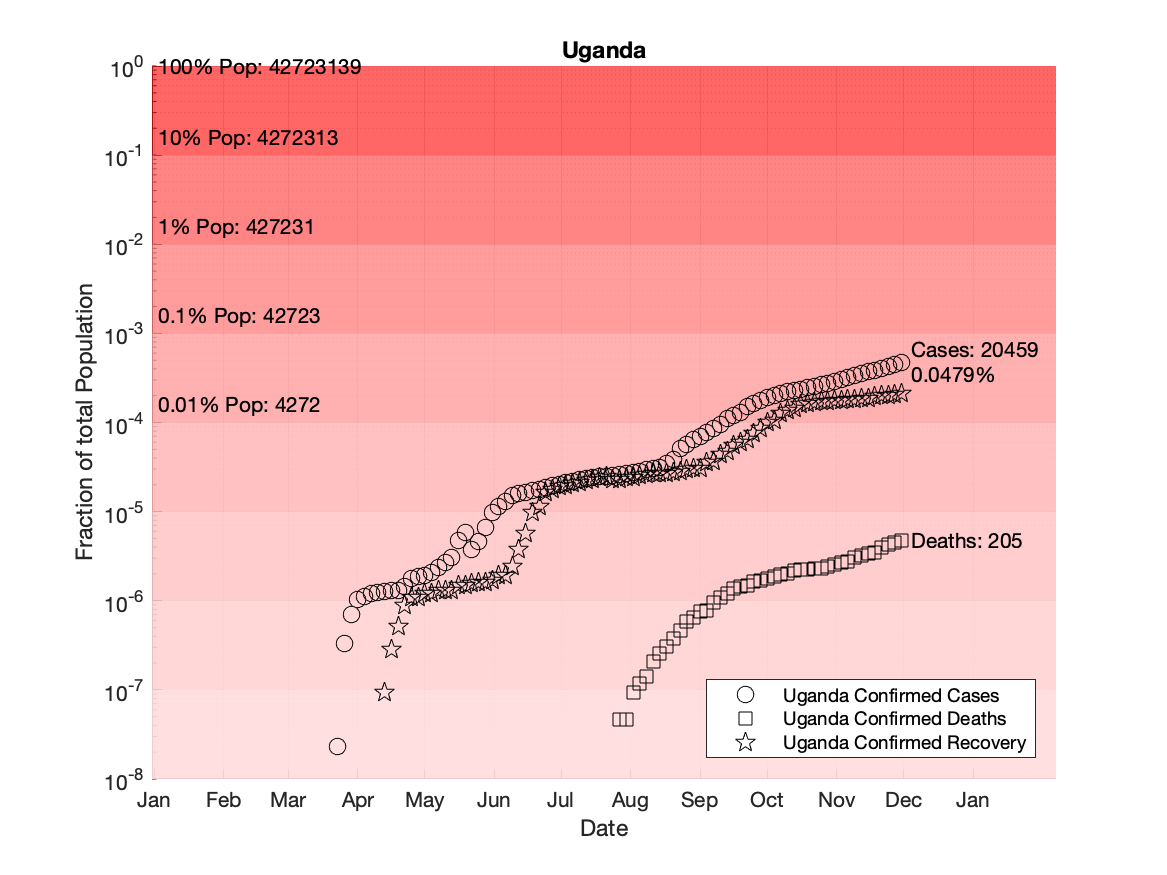 Uganda
10^0
100% Pop: 42723139
10% Pop: 4272313
10^-1
1% Pop: 427231
10^-2
0.1% Pop: 42723
10^-3
Cases: 20459
0.0479%
0.01% Pop: 4272
10^-4
10^-5
Deaths: 205
10^-6
10^-7
10^-8
Fraction of total Population
Uganda Confirmed Cases
Uganda Confirmed Deaths
Uganda Confirmed Recovery
Jan Feb Mar Apr May Jun Jul Aug Sep Oct Nov Dec Jan
Date